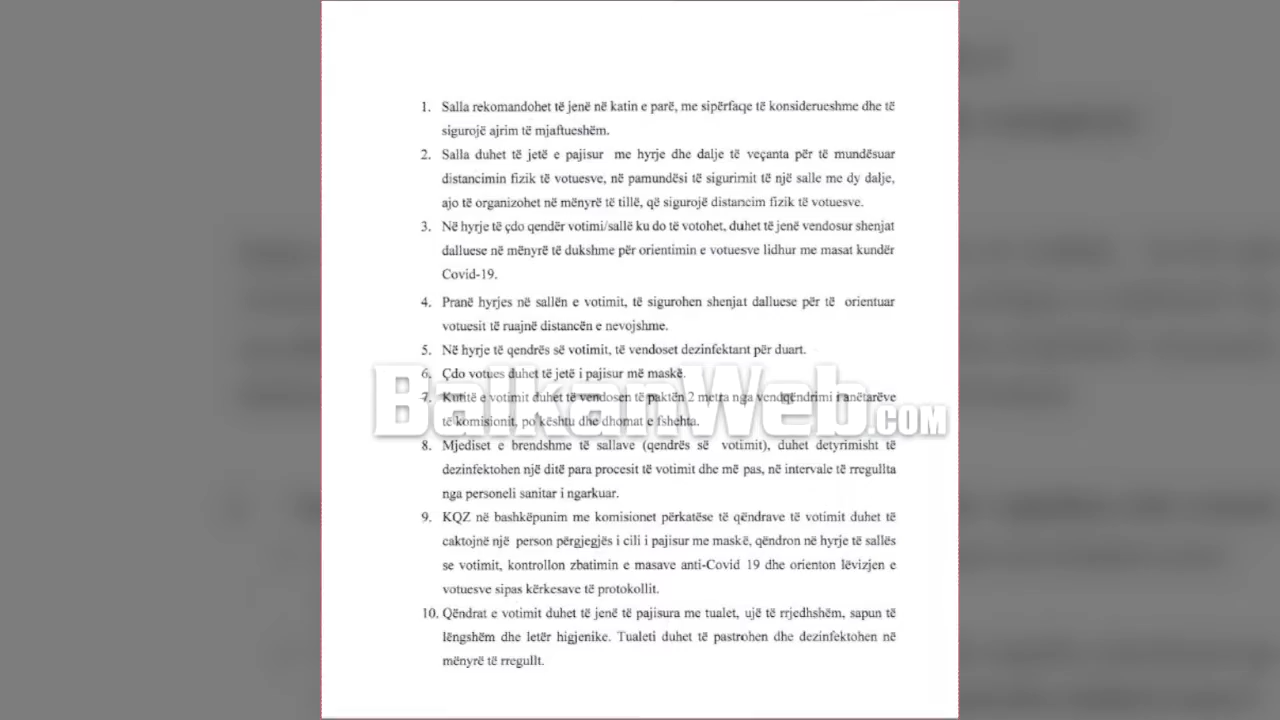 1. Salla rekomandohet të jenë në katin e parë, me sipërfaqe të konsiderueshme dhe të
sigurojë ajrim të mjaftueshëm.
2. Salla duhet të jetë e pajisur me hyrje dhe dalje të veçanta për të mundësuar
distancimin fizik të votuesve, në pamundësi të sigurimit të një salle me dy dalje,
ajo të organizohet në mënyrë të tillë, që sigurojë distancim fizik të votuesve.
3. Në hyrje të çdo qendër votimi/sallë ku do të votohet, duhet të jenë vendosur shenjat
dalluese në mënyrë të dukshme për orientimin e votuesve lidhur me masat kundër
Covid-19.
4. Pranë hyrjes në sallën e votimit, të sigurohen shenjat dalluese për të orientuar
votuesit të ruajnë distancën e nevojshme.
5. Në hyrje të qendrës së votimit, të vendoset dezinfektant për duart.
6. Çdo votues duhet të jetë i pajisur më maskë.
7. Kutitë e votimit duhet të vendosen të paktën 2 metra nga vendqëndrimi i anëtarëve
të komisionit, po kështu dhe dhomat e fshehta.
BalkanWeb.COM
8. Mjediset e brendshme të sallave (qendrës së votimit), duhet detyrimisht të
dezinfektohen një ditë para procesit të votimit dhe më pas, në intervale të rregullta
nga personeli sanitar i ngarkuar.
9. KQZ në bashkëpunim me komisionet përkatëse të qëndrave të votimit duhet të
caktojnë një person përgjegjës i cili i pajisur me maskë, qëndron në hyrje të sallës
se votimit, kontrollon zbatimin e masave anti-Covid 19 dhe orienton lëvizjen e
votuesve sipas kërkesave të protokollit.
10. Qëndrat e votimit duhet të jenë të pajisura me tualet, ujë të rrjedhshëm, sapun të
lëngshëm dhe letër higjenike. Tualeti duhet të pastrohen dhe dezinfektohen në
mënyrë të rregullt.